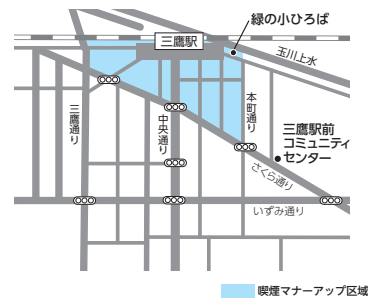 緑の小ひろば
三鷹駅
玉川上水
三鷹通り
中央通り
本町通り
三鷹駅前
コミュニティ
センター
さくら通り
いずみ通り
喫煙マナーアップ区域